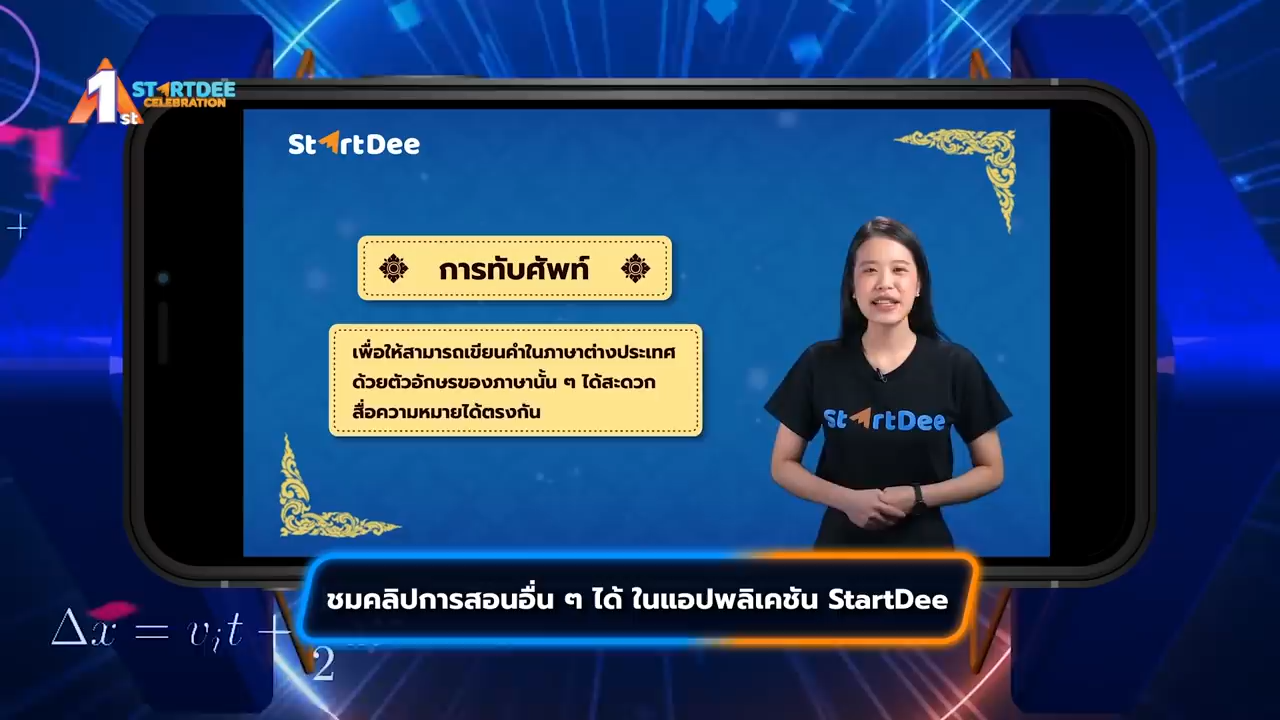 1st
STARTDEE
CELEBRATION
StartDee
การทับศัพท์
เพื่อให้สามารถเขียนคำในภาษาต่างประเทศ
ด้วยตัวอักษรของภาษานั้น ๆ ได้สะดวก
สื่อความหมายได้ตรงกัน
StartDee
ชมคลิปการสอนอื่น ๆ ได้ ในแอปพลิเคชัน StartDee
Δx = vᵢt +
2